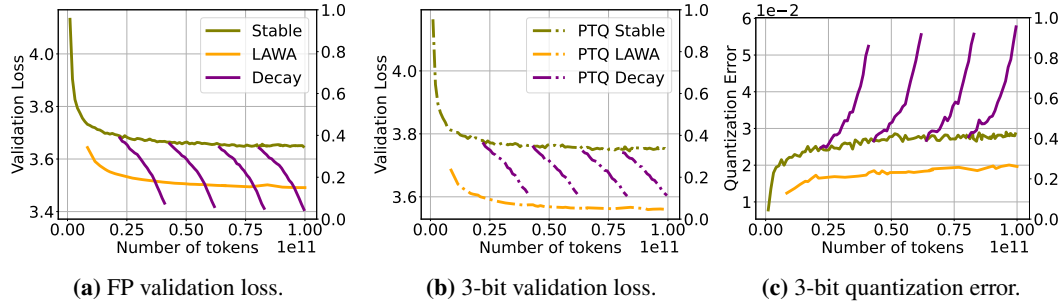 Validation Loss
4.0
3.8
3.6
3.4
1.0
0.8
0.6
0.4
0.2
0.0
Stable
LAWA
Decay
0.00 0.25 0.50 0.75 1.00
Number of tokens 1e11
(a) FP validation loss.
Validation Loss
4.0
3.8
3.6
1.0
0.8
0.6
0.4
0.2
0.0
PTQ Stable
PTQ LAWA
PTQ Decay
0.00 0.25 0.50 0.75 1.00
Number of tokens 1e11
(b) 3-bit validation loss.
Quantization Error
1e-2
6
5
4
3
2
1
1.0
0.8
0.6
0.4
0.2
0.0
0.00 0.25 0.50 0.75 1.00
Number of tokens 1e11
(c) 3-bit quantization error.